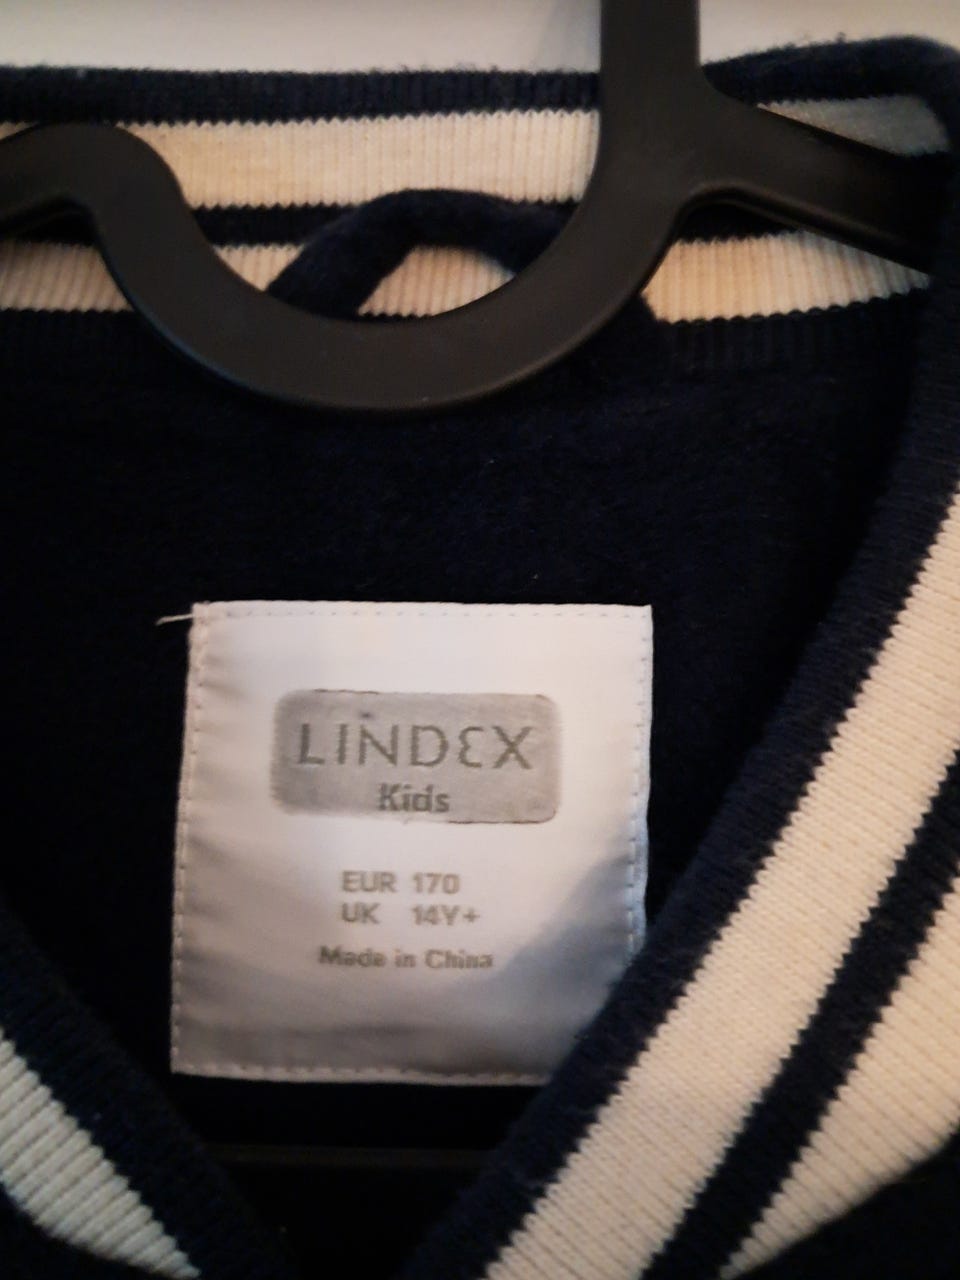 LINDEX
Kids
EUR 170
UK 14Y+
Made in China